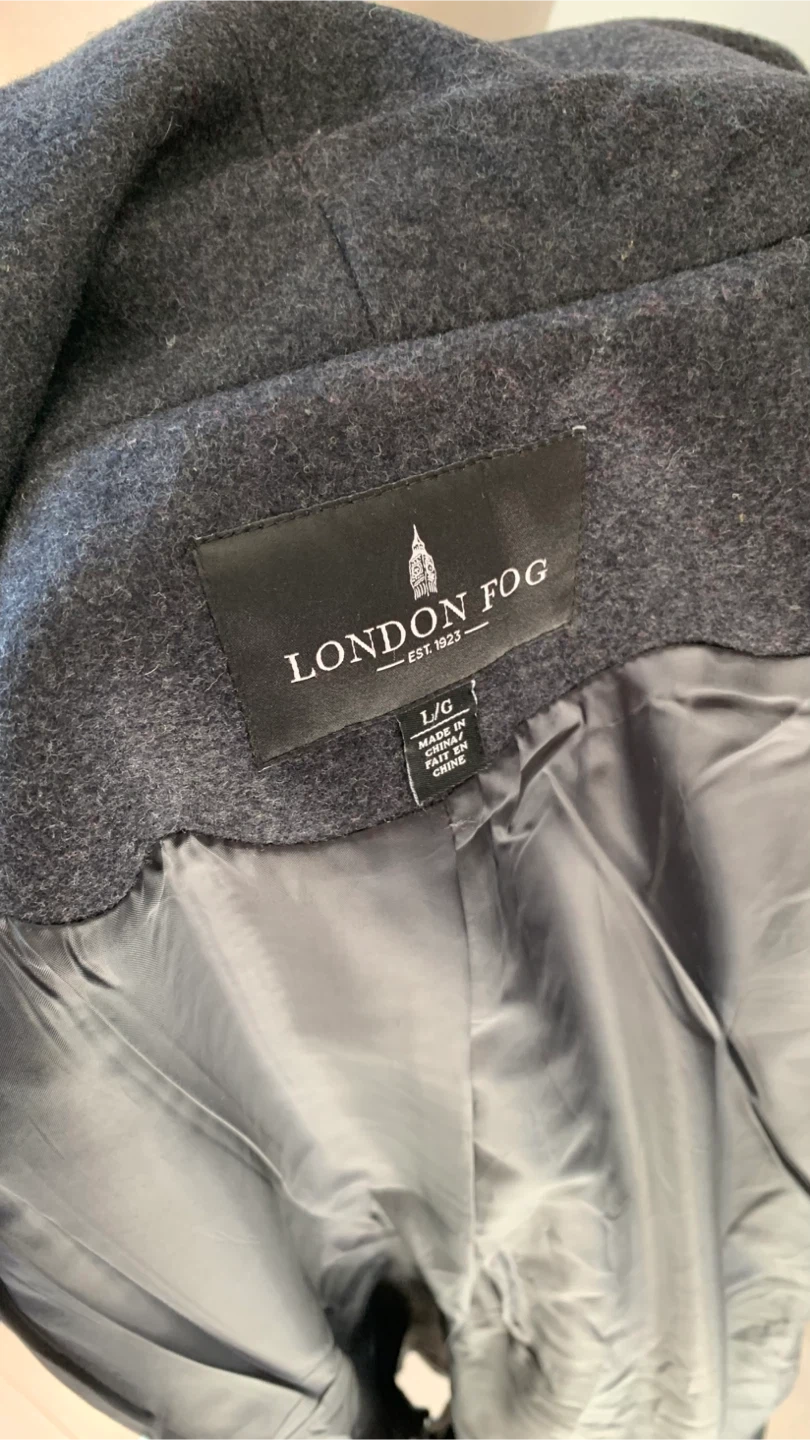 LONDON FOG
EST. 1923
L/G
MADE IN
CHINA/
FAIT EN
CHINE